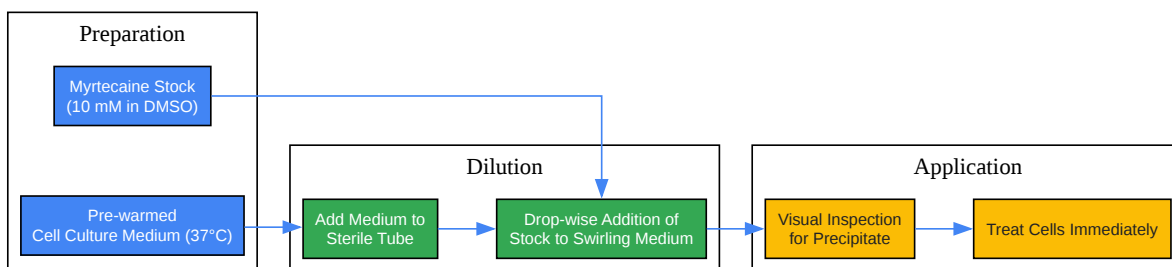 Preparation
Myrtecaine Stock
(10 mM in DMSO)
Pre-warmed
Cell Culture Medium (37°C)
Dilution
Add Medium to
Sterile Tube
Drop-wise Addition of
Stock to Swirling Medium
Application
Visual Inspection
for Precipitate
Treat Cells Immediately